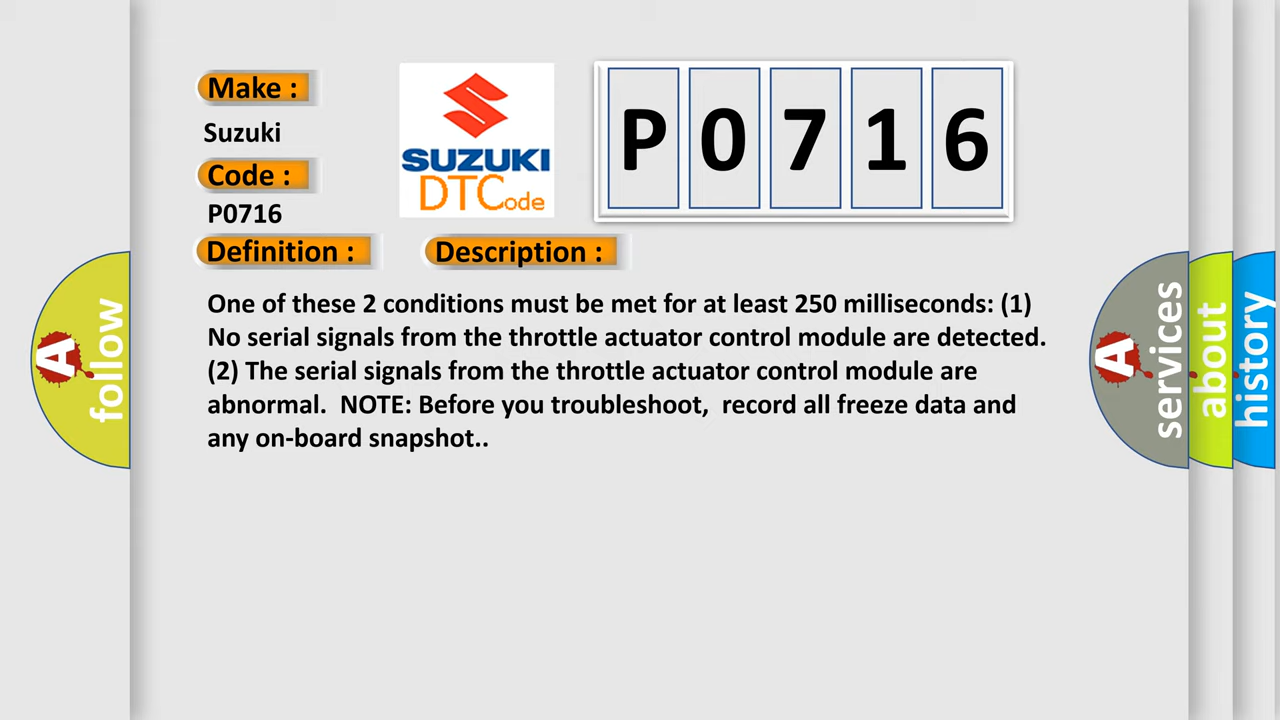 Make :
Suzuki
Code :
P0716
SUZUKI
DTCode
P0716
Definition :
Description :
One of these 2 conditions must be met for at least 250 milliseconds: (1)
No serial signals from the throttle actuator control module are detected.
(2) The serial signals from the throttle actuator control module are
abnormal.  NOTE: Before you troubleshoot,  record all freeze data and
any on-board snapshot..
A follow
A services
about
history